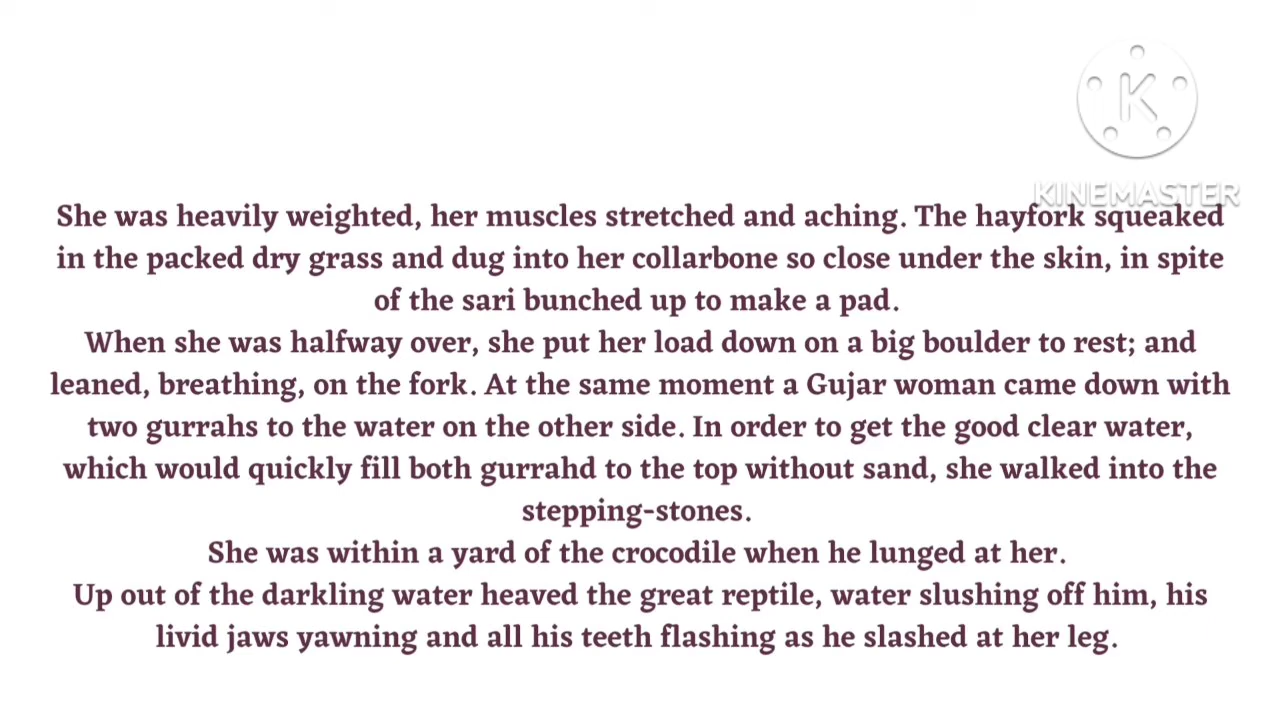 K
KINEMASTER
She was heavily weighted, her muscles stretched and aching. The hayfork squeaked
in the packed dry grass and dug into her collarbone so close under the skin, in spite
of the sari bunched up to make a pad.
When she was halfway over, she put her load down on a big boulder to rest; and
leaned, breathing, on the fork. At the same moment a Gujar woman came down with
two gurrahs to the water on the other side. In order to get the good clear water,
which would quickly fill both gurrahd to the top without sand, she walked into the
stepping-stones.
She was within a yard of the crocodile when he lunged at her.
Up out of the darkling water heaved the great reptile, water slushing off him, his
livid jaws yawning and all his teeth flashing as he slashed at her leg.